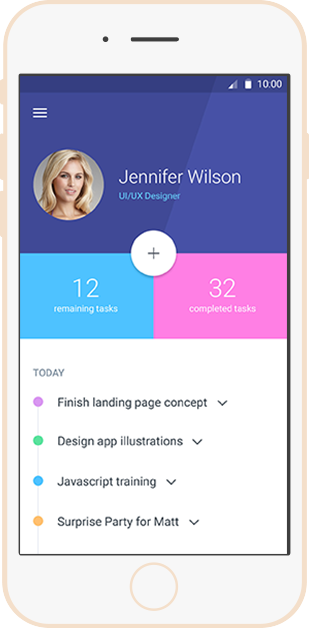 10:00
Jennifer Wilson
UI/UX Designer
12
remaining tasks
32
completed tasks
TODAY
Finish landing page concept
Design app illustrations
Javascript training
Surprise Party for Matt